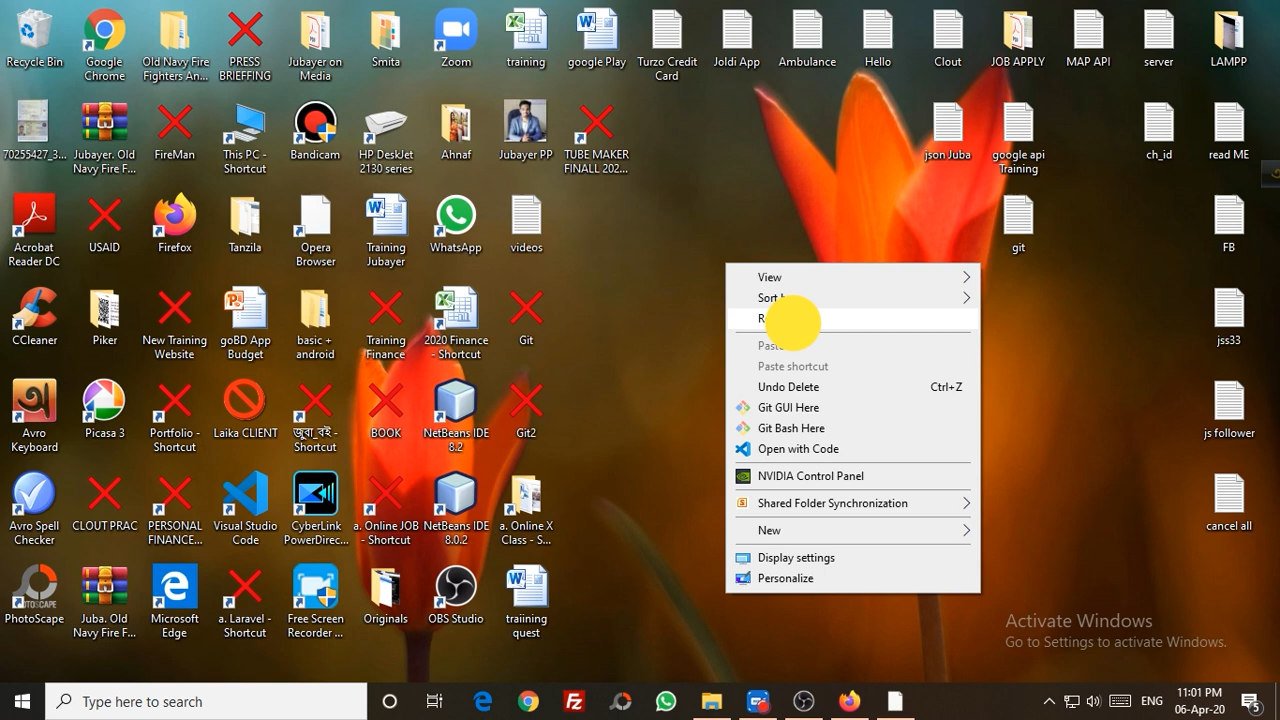 Recycle Bin
Google
Chrome
Old Navy Fire
Fighters An...
PRESS
BRIEFING
Jubayer on
Media
Smita
Zoom
training
google Play
Turzo Credit
Card
Joldi App
Ambulance
Hello
Clout
JOB APPLY
MAP API
server
LAMPP
70255427_3...
Jubayer. Old
Navy Fire F...
FireMan
This PC -
Shortcut
Bandicam
HP DeskJet
2130 series
Ahnaf
Jubayer PP
TUBE MAKER
FINALL 202...
json Juba
google api
Training
ch_id
read ME
Acrobat
Reader DC
USAID
Firefox
Tanzila
Opera
Browser
Training
Jubayer
WhatsApp
videos
git
FB
CCleaner
Piker
New Training
Website
goBD App
Budget
basic +
android
Training
Finance
2020 Finance
- Shortcut
Git
jss33
Avro
Keyboard
Picasa 3
Portfolio -
Shortcut
Laika CLIENT
জুবা_বই -
Shortcut
BOOK
NetBeans IDE
8.2
Git2
js follower
Avro Spell
Checker
CLOUT PRAC
PERSONAL
FINANCE...
Visual Studio
Code
CyberLink
PowerDirec...
a. Online JOB
- Shortcut
NetBeans IDE
8.0.2
a. Online X
Class - S...
cancel all
PhotoScape
Juba. Old
Navy Fire F...
Microsoft
Edge
a. Laravel -
Shortcut
Free Screen
Recorder ...
Originals
OBS Studio
traiining
quest
View
Sort
Paste shortcut
Undo Delete Ctrl+Z
Git GUI Here
Git Bash Here
Open with Code
NVIDIA Control Panel
Shared Folder Synchronization
New
Display settings
Personalize
Activate Windows
Go to Settings to activate Windows.
Type here to search
ENG
11:01 PM
06-Apr-20
5